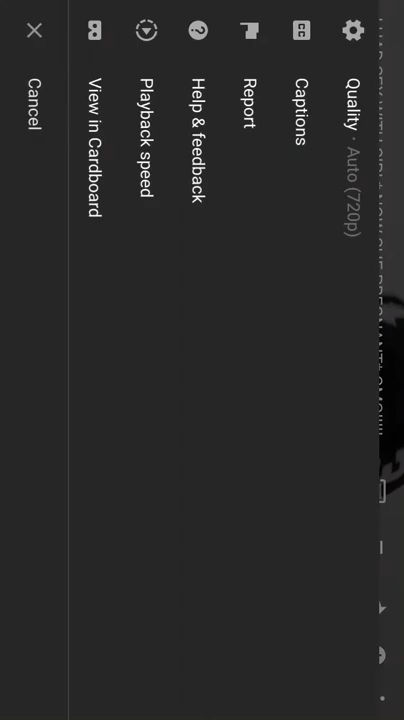 Quality · Auto (720p)
Captions
Report
Help & feedback
Playback speed
View in Cardboard
Cancel